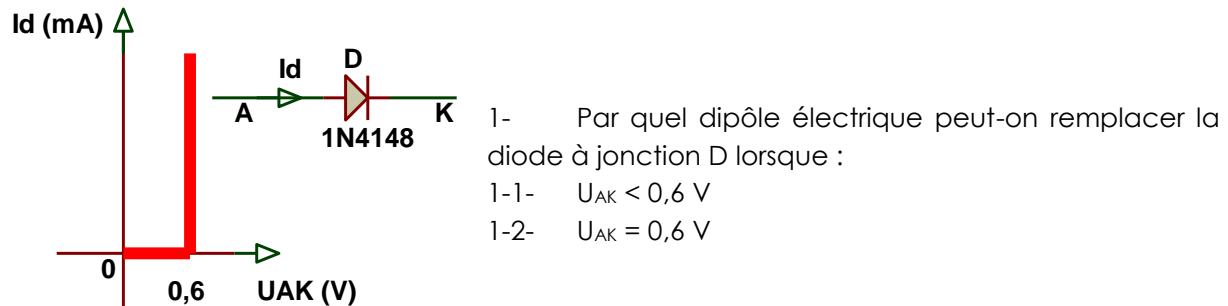 Id (mA)
D
Id
A
K
1N4148
0
0,6
UAK (V)
1- Par quel dipôle électrique peut-on remplacer la
diode à jonction D lorsque :
1-1- UAK < 0,6 V
1-2- UAK = 0,6 V